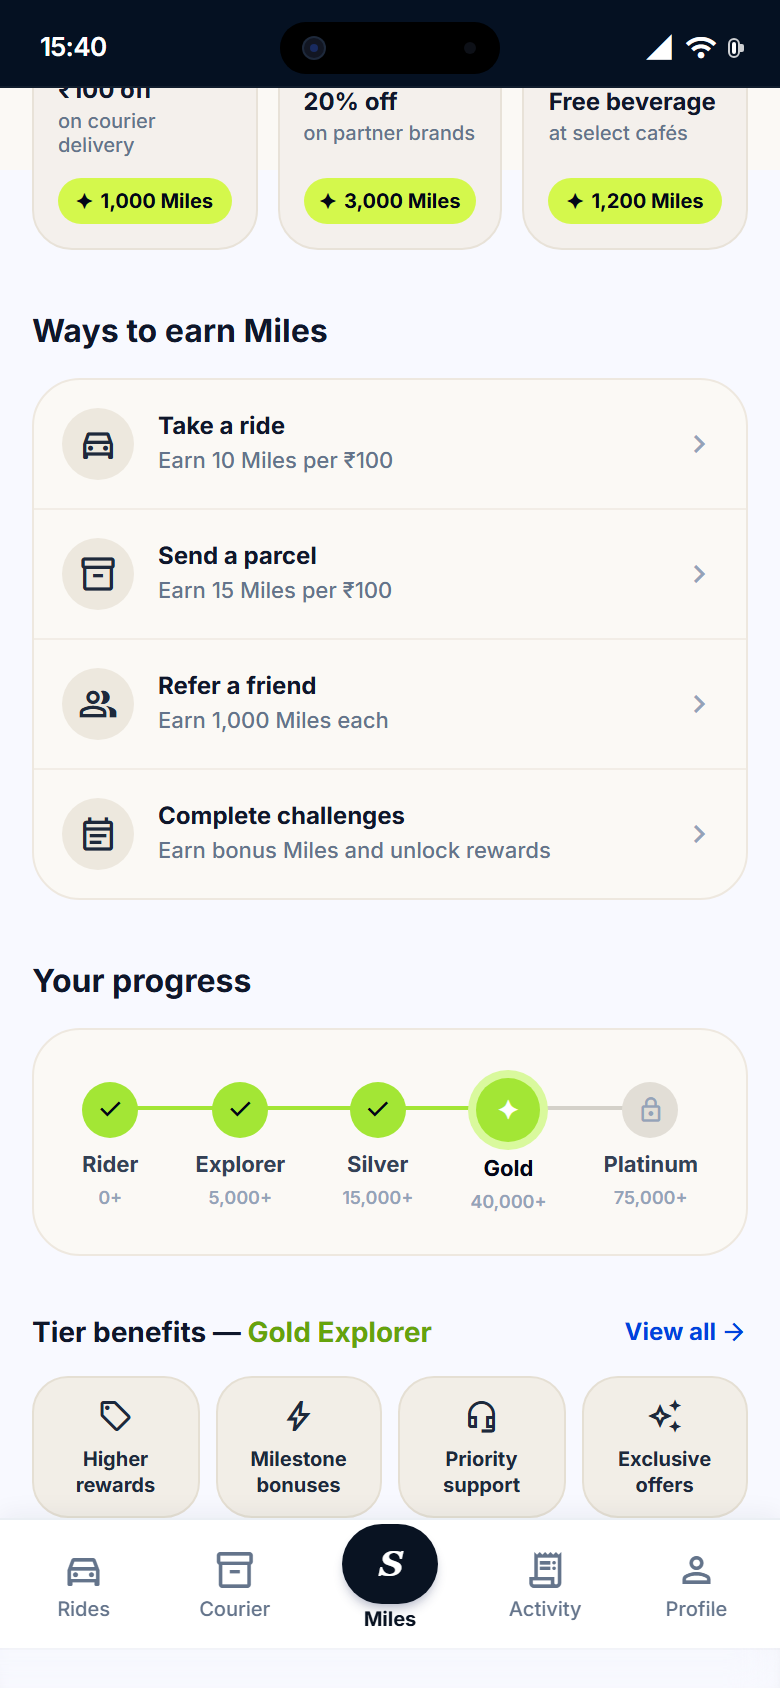 15:40
₹100 off
on courier
delivery
1,000 Miles
20% off
on partner brands
3,000 Miles
Free beverage
at select cafés
1,200 Miles
Ways to earn Miles
Take a ride
Earn 10 Miles per ₹100
Send a parcel
Earn 15 Miles per ₹100
Refer a friend
Earn 1,000 Miles each
Complete challenges
Earn bonus Miles and unlock rewards
Your progress
Rider
0+
Explorer
5,000+
Silver
15,000+
Gold
40,000+
Platinum
75,000+
Tier benefits — Gold Explorer
View all →
Higher
rewards
Milestone
bonuses
Priority
support
Exclusive
offers
Rides
Courier
S
Miles
Activity
Profile